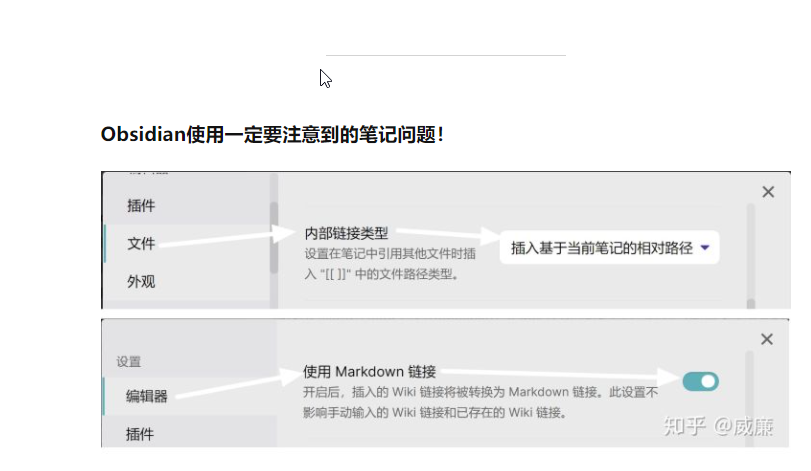 Obsidian使用一定要注意到的笔记问题！
插件
文件
外观
内部链接类型
设置在笔记中引用其他文件时插
入 "[[ ]]" 中的文件路径类型。
插入基于当前笔记的相对路径
设置
编辑器
插件
使用 Markdown 链接
开启后，插入的 Wiki 链接将被转换为 Markdown 链接。此设置不
影响手动输入的 Wiki 链接和已存在的 Wiki 链接。
知乎 @威廉